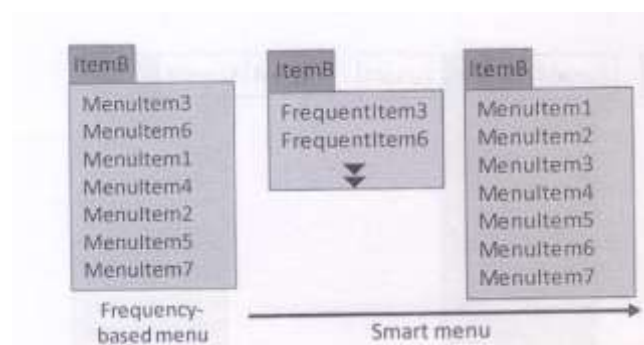 ItemB
MenuItem3
MenuItem6
MenuItem1
MenuItem4
MenuItem2
MenuItem5
MenuItem7
Frequency-
based menu
ItemB
FrequentItem3
FrequentItem6
ItemB
MenuItem1
MenuItem2
MenuItem3
MenuItem4
MenuItem5
MenuItem6
MenuItem7
Smart menu